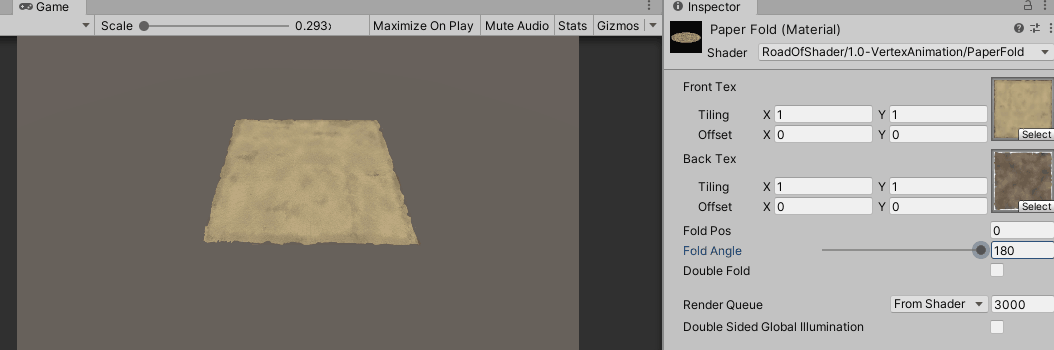 Game
Inspector
Scale 0.293x
Maximize On Play
Mute Audio
Stats
Gizmos
Paper Fold (Material)
Shader RoadOfShader/1.0-VertexAnimation/PaperFold
Front Tex
Tiling X 1 Y 1
Offset X 0 Y 0
Select
Back Tex
Tiling X 1 Y 1
Offset X 0 Y 0
Select
Fold Pos 0
Fold Angle 180
Double Fold
Render Queue From Shader 3000
Double Sided Global Illumination